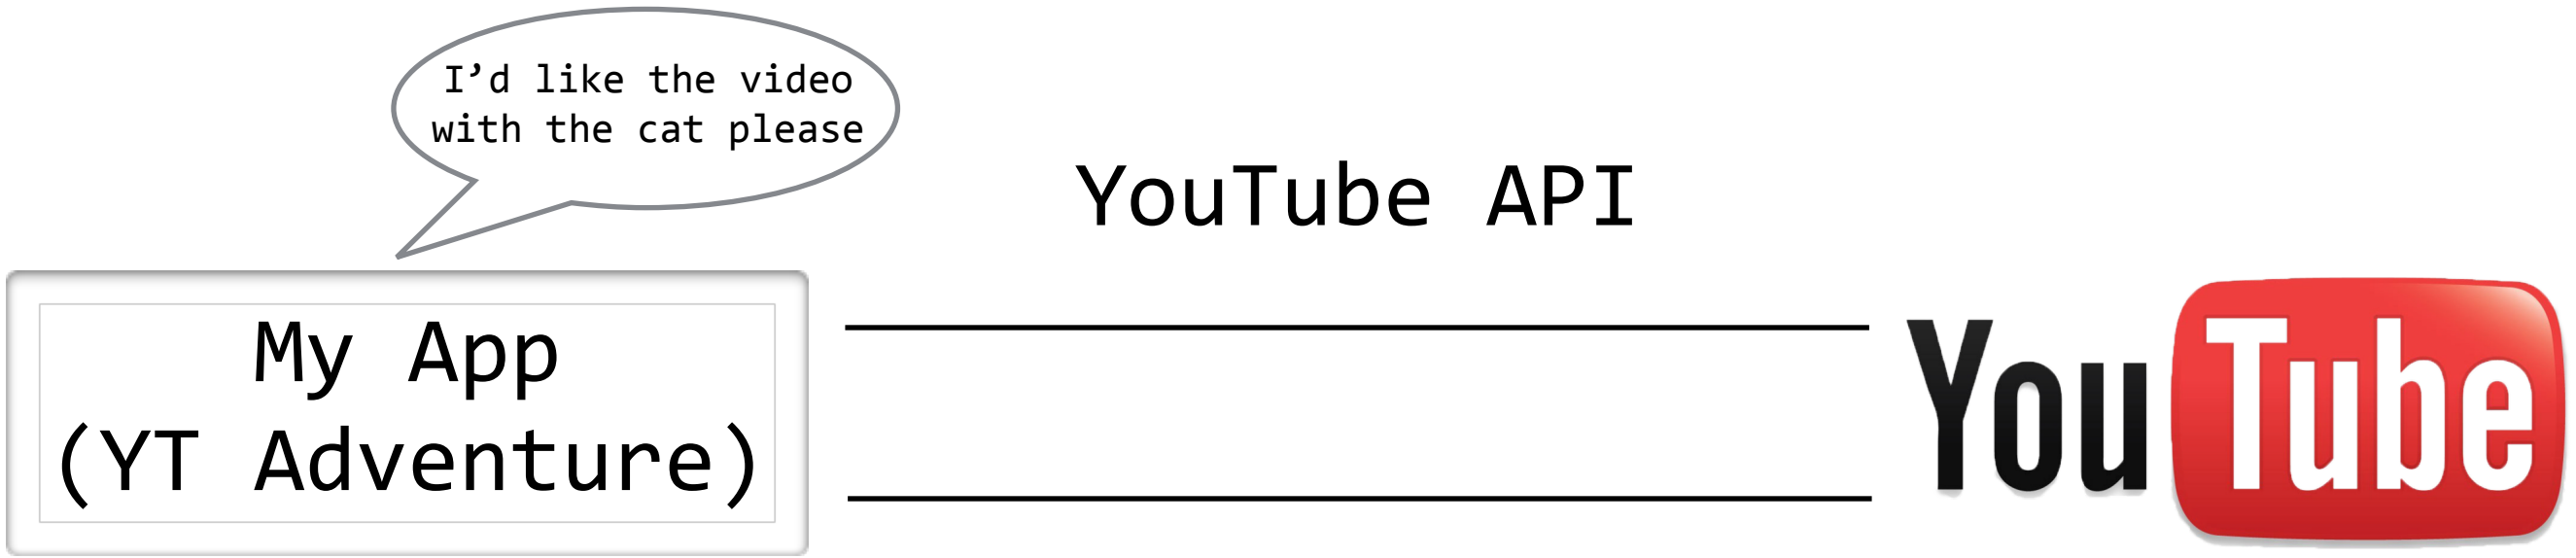 I’d like the video
with the cat please
YouTube API
My App
(YT Adventure)
YouTube